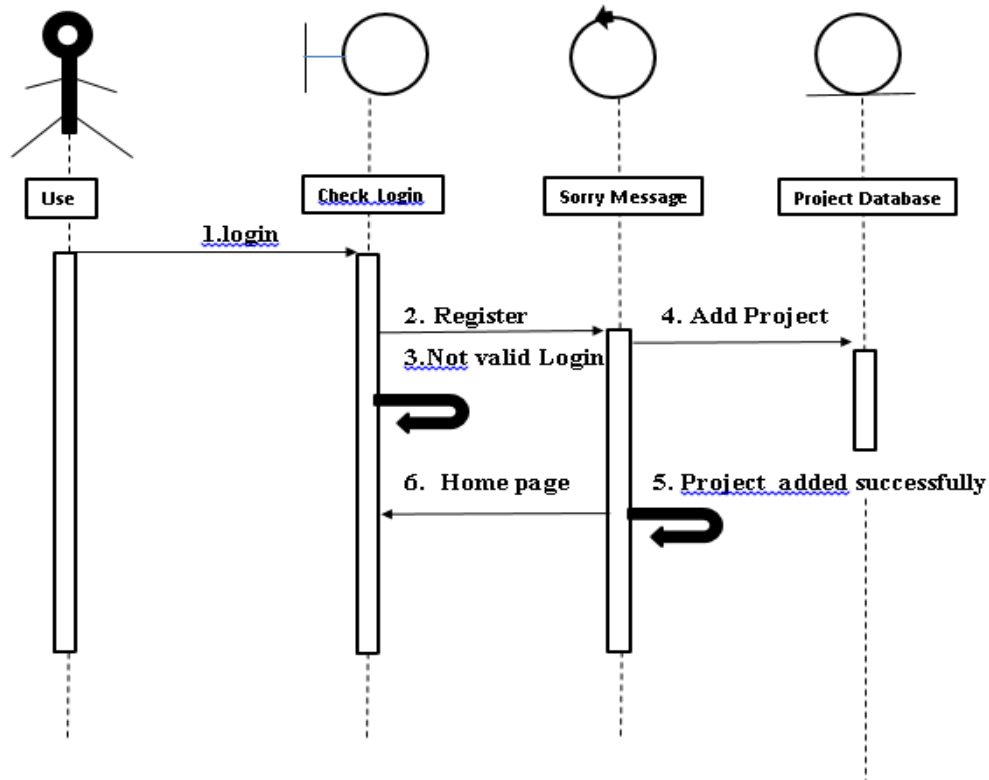 Use
Check Login
Sorry Message
Project Database
1.login
2. Register
4. Add Project
3.Not valid Login
6. Home page
5. Project added successfully